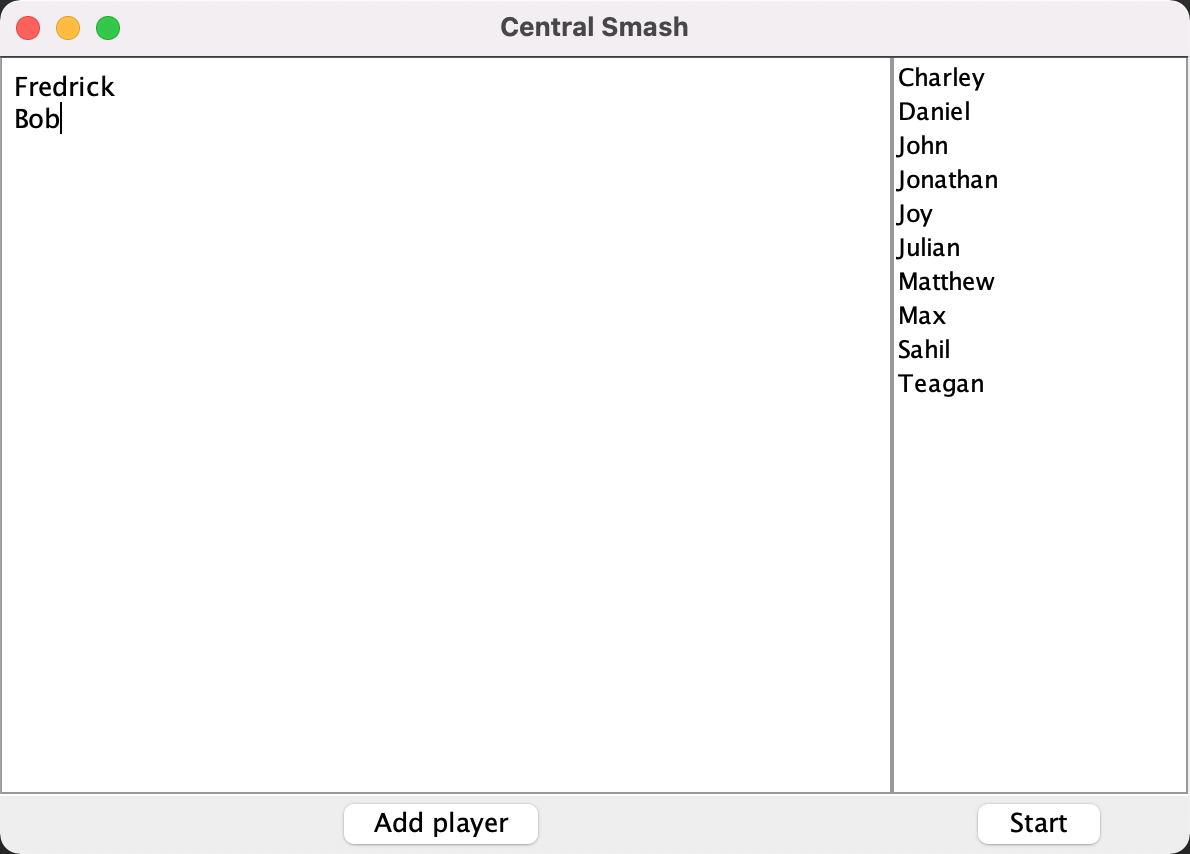 Central Smash
Fredrick
Bob
Charley
Daniel
John
Jonathan
Joy
Julian
Matthew
Max
Sahil
Teagan
Add player
Start